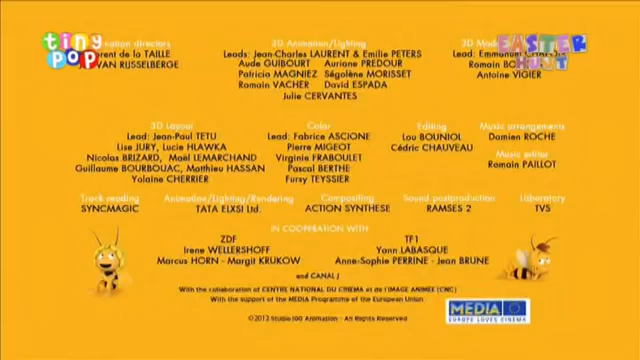 tiny pop
EASTER HUNT
directors
3D Animation/Lighting
de la TAILLE
Leads: Jean-Charles LAURENT & Emilie PETERS
Lead:
VAN RIJSSELBERGE
Aude GUIBOURT Auriane PREDOUR
Romain
Patricia MAGNIEZ Ségolène MORISSET
Antoine VIGIER
Romain VACHER David ESPADA
Julie CERVANTES
3D Layout
Lead: Jean-Paul TETU
Lise JURY, Lucie HLAWKA
Nicolas BRIZARD, Maël LEMARCHAND
Guillaume BOURBOUAC, Matthieu HASSAN
Yolaine CHERRIER
Color
Lead: Fabrice ASCIONE
Pierre MIGEOT
Virginie FRABOULET
Pascal BERTHE
Fursy TEYSSIER
Editing
Lou BOUNIOL
Cédric CHAUVEAU
Music arrangements
Damien ROCHE
Music editor
Romain PAILLOT
Track reading
SYNCMAGIC
Animation/Lighting/Rendering
TATA ELXSI Ltd.
Compositing
ACTION SYNTHESE
Sound postproduction
RAMSES 2
Laboratory
TVS
IN COOPERATION WITH
ZDF
Irene WELLERSHOFF
Marcus HORN - Margit KRUKOW
TF1
Yann LABASQUE
Anne-Sophie PERRINE - Jean BRUNE
and CANAL J
With the collaboration of CENTRE NATIONAL DU CINEMA et de l'IMAGE ANIMÉE (CNC)
With the support of the MEDIA Programme of the European Union
MEDIA
EUROPE LOVES CINEMA
©2012 Studio 100 Animation - All Rights Reserved